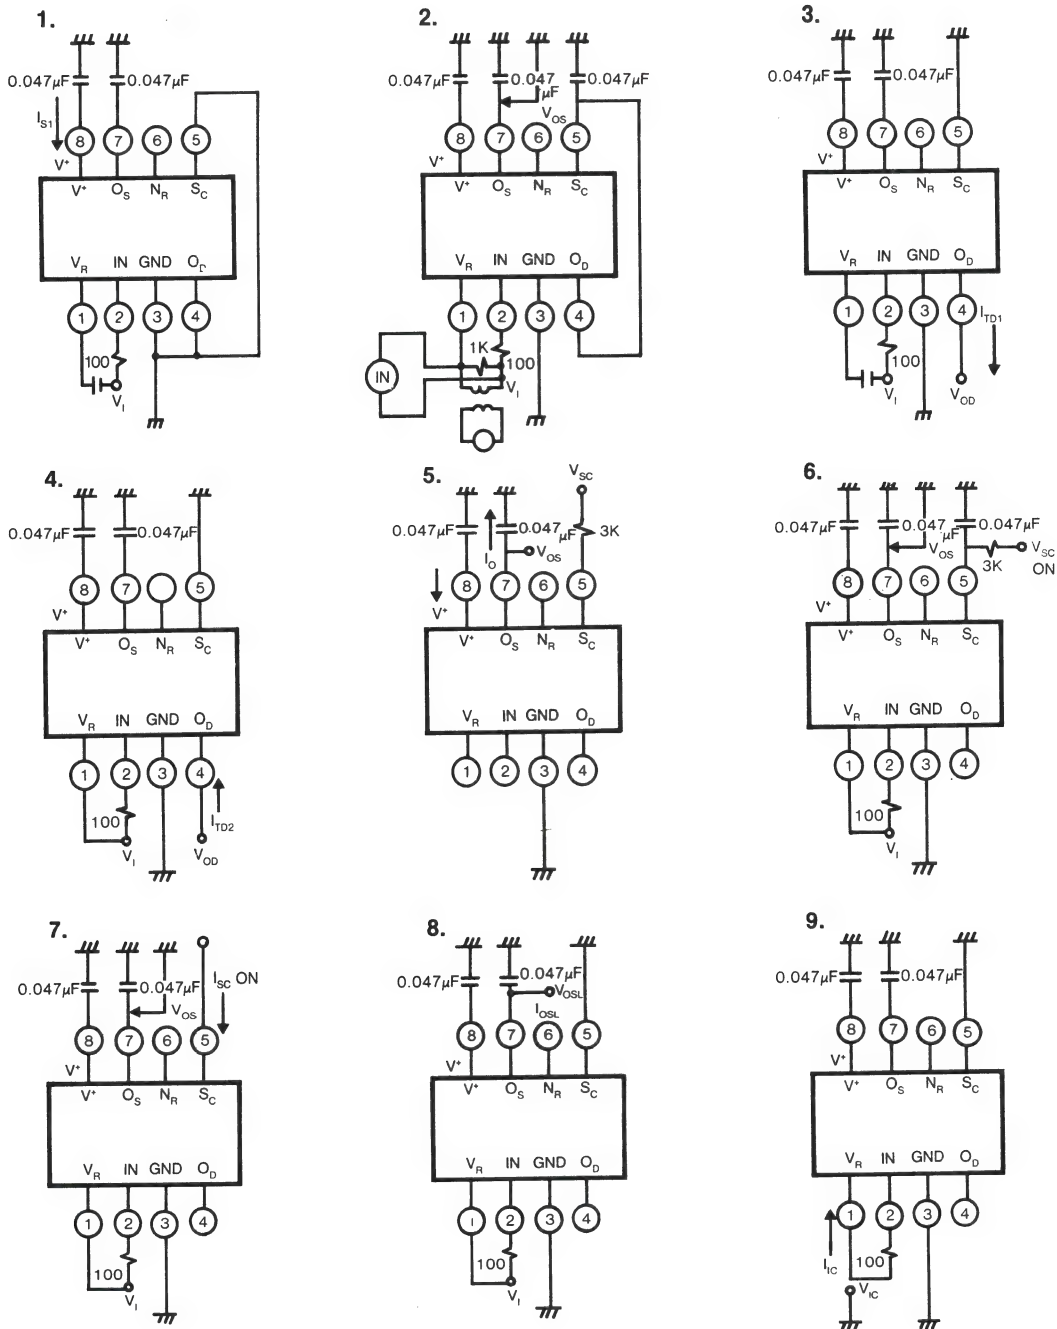 1.
0.047µF
0.047µF
I_S1
8
7
6
5
V⁺
V⁺ O_S N_R S_C
V_R IN GND O_D
1
2
3
4
100
V_I
2.
0.047µF
0.047
µF
0.047µF
V_OS
8
7
6
5
V⁺
V⁺ O_S N_R S_C
V_R IN GND O_D
1
2
3
4
1K
100
IN
V_I
3.
0.047µF
0.047µF
8
7
6
5
V⁺
V⁺ O_S N_R S_C
V_R IN GND O_D
1
2
3
4
I_TD1
100
V_I
V_OD
4.
0.047µF
0.047µF
8
7
5
V⁺
V⁺ O_S N_R S_C
V_R IN GND O_D
1
2
3
4
100
I_TD2
V_I
V_OD
5.
V_SC
0.047µF
0.047
µF
3K
I_O
V_OS
8
7
6
5
V⁺
V⁺ O_S N_R S_C
V_R IN GND O_D
1
2
3
4
6.
0.047µF
0.047
µF
0.047µF
V_OS
3K
V_SC
ON
8
7
6
5
V⁺
V⁺ O_S N_R S_C
V_R IN GND O_D
1
2
3
4
100
V_I
7.
0.047µF
0.047µF
I_SC ON
V_OS
8
7
6
5
V⁺
V⁺ O_S N_R S_C
V_R IN GND O_D
1
2
3
4
100
V_I
8.
0.047µF
0.047µF
V_OSL
I_OSL
8
7
6
5
V⁺
V⁺ O_S N_R S_C
V_R IN GND O_D
1
2
3
4
100
V_I
9.
0.047µF
0.047µF
8
7
6
5
V⁺
V⁺ O_S N_R S_C
V_R IN GND O_D
1
2
3
4
I_IC
100
V_IC